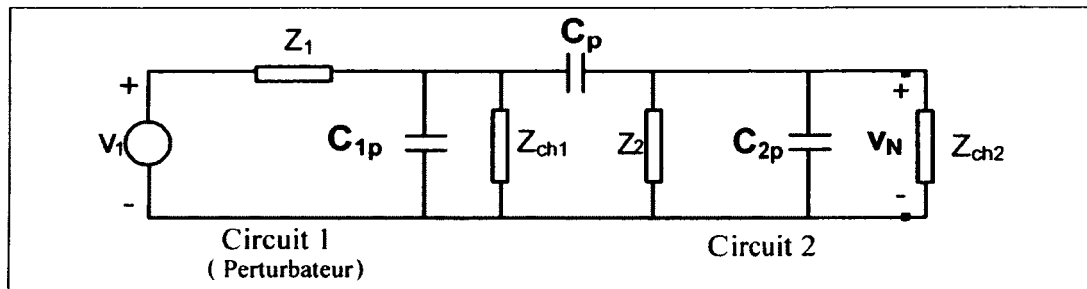 Z1
Cp
+
V1
-
C1p
Zch1
Z2
C2p
+
VN
-
Zch2
Circuit 1
( Perturbateur)
Circuit 2